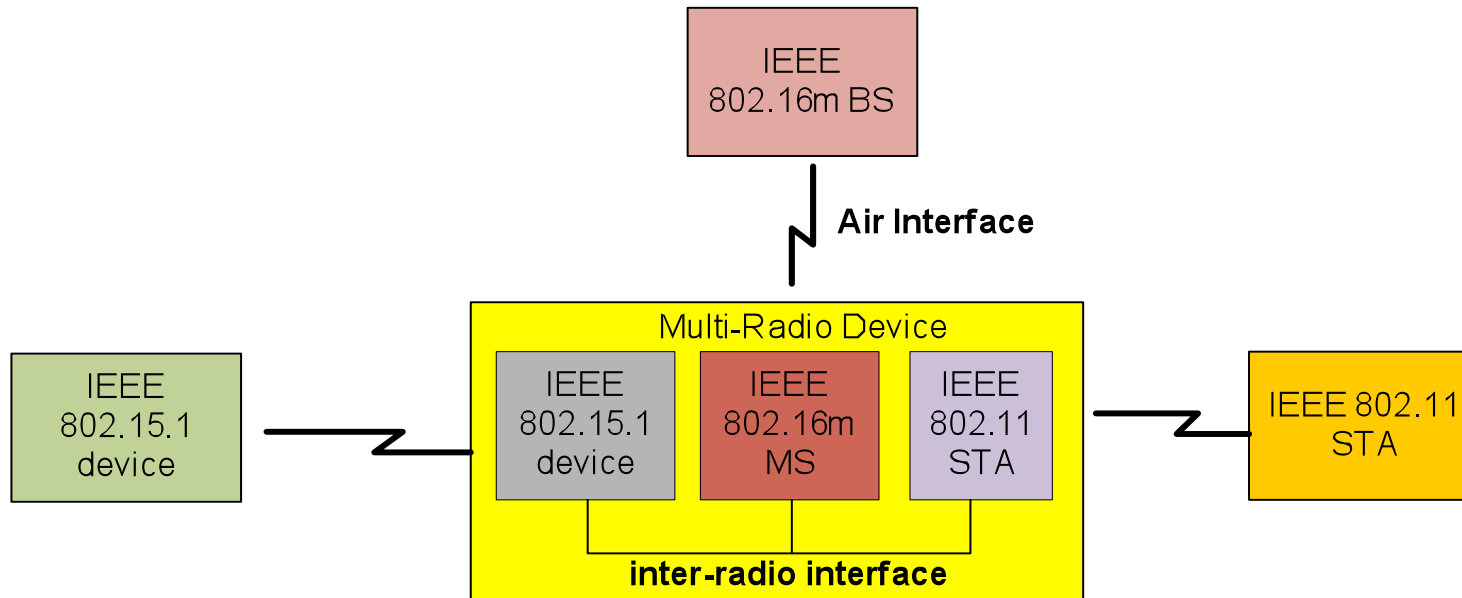 IEEE
802.16m BS
Air Interface
Multi-Radio Device
IEEE
802.15.1
device
IEEE
802.15.1
device
IEEE
802.16m
MS
IEEE
802.11
STA
IEEE 802.11
STA
inter-radio interface